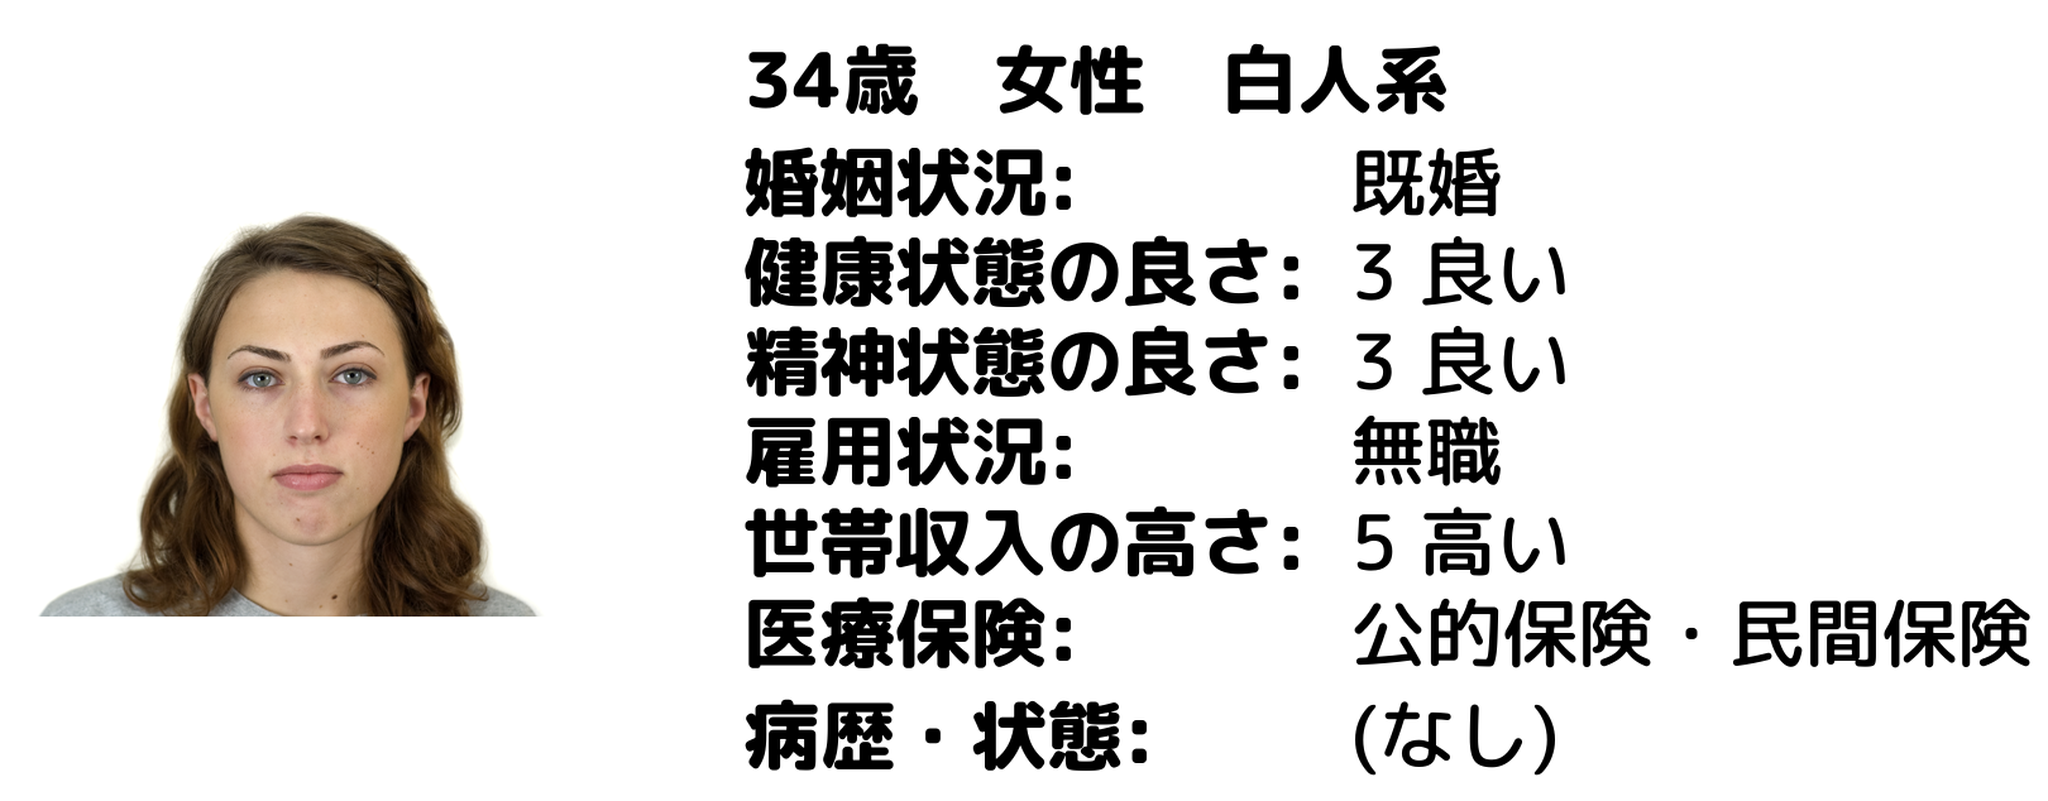 34歳　女性　白人系
婚姻状況: 既婚
健康状態の良さ: 3 良い
精神状態の良さ: 3 良い
雇用状況: 無職
世帯収入の高さ: 5 高い
医療保険: 公的保険・民間保険
病歴・状態: (なし)